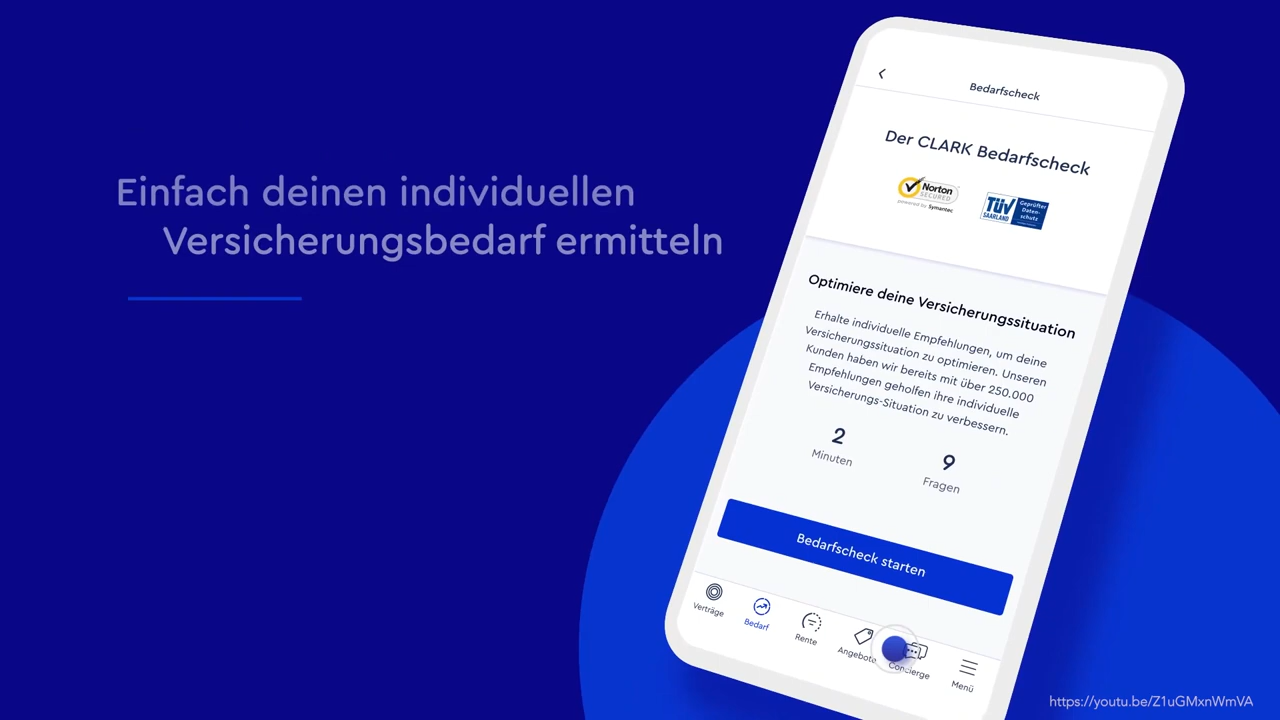 Einfach deinen individuellen
Versicherungsbedarf ermitteln
Bedarfscheck
Der CLARK Bedarfscheck
Norton
SECURED
powered by Symantec
TÜV
SAARLAND
Geprüfter
Daten-
schutz
Optimiere deine Versicherungssituation
Erhalte individuelle Empfehlungen, um deine
Versicherungssituation zu optimieren. Unseren
Kunden haben wir bereits mit über 250.000
Empfehlungen geholfen ihre individuelle
Versicherungs-Situation zu verbessern.
2
Minuten
9
Fragen
Bedarfscheck starten
Verträge
Bedarf
Rente
Angebote
Concierge
Menü
https://youtu.be/Z1uGMxnWmVA